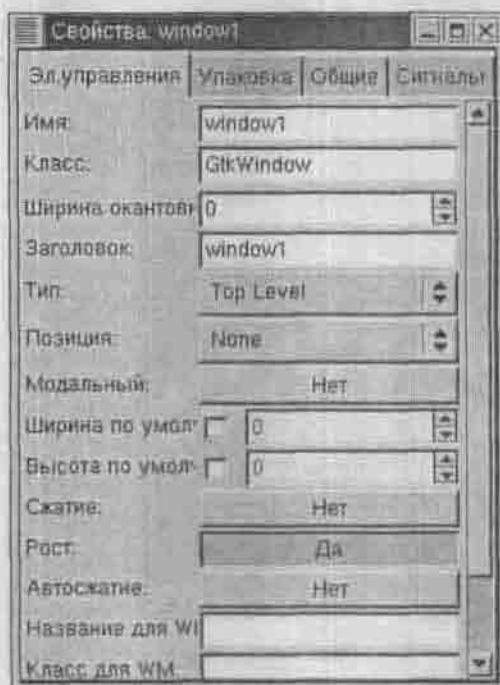 Свойства: window1
Эл.управления Упаковка Общие Сигналы
Имя: window1
Класс: GtkWindow
Ширина окантовк 0
Заголовок: window1
Тип: Top Level
Позиция: None
Модальный: Нет
Ширина по умол 0
Высота по умол 0
Сжатие: Нет
Рост: Да
Автосжатие: Нет
Название для WI
Класс для WM: